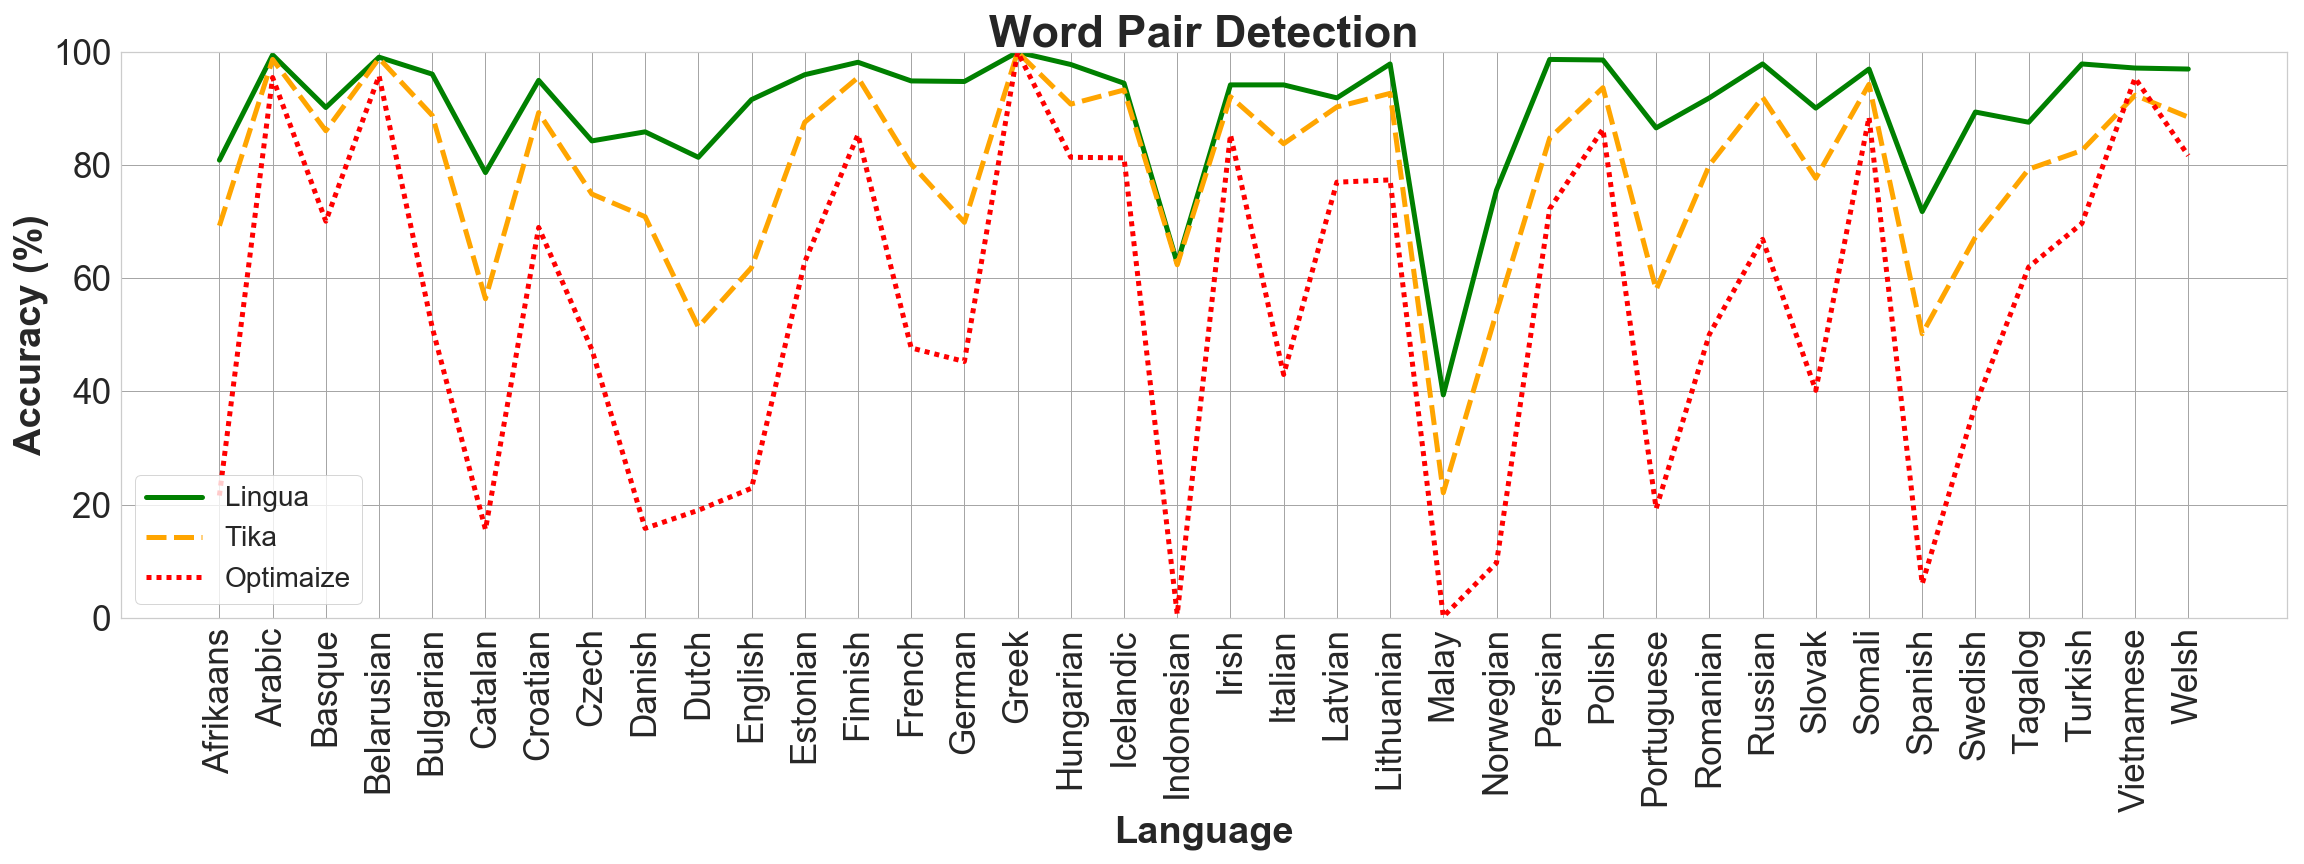 Word Pair Detection
Accuracy (%)
100
80
60
40
20
0
Lingua
Tika
Optimaize
Afrikaans
Arabic
Basque
Belarusian
Bulgarian
Catalan
Croatian
Czech
Danish
Dutch
English
Estonian
Finnish
French
German
Greek
Hungarian
Icelandic
Indonesian
Irish
Italian
Latvian
Lithuanian
Malay
Norwegian
Persian
Polish
Portuguese
Romanian
Russian
Slovak
Somali
Spanish
Swedish
Tagalog
Turkish
Vietnamese
Welsh
Language